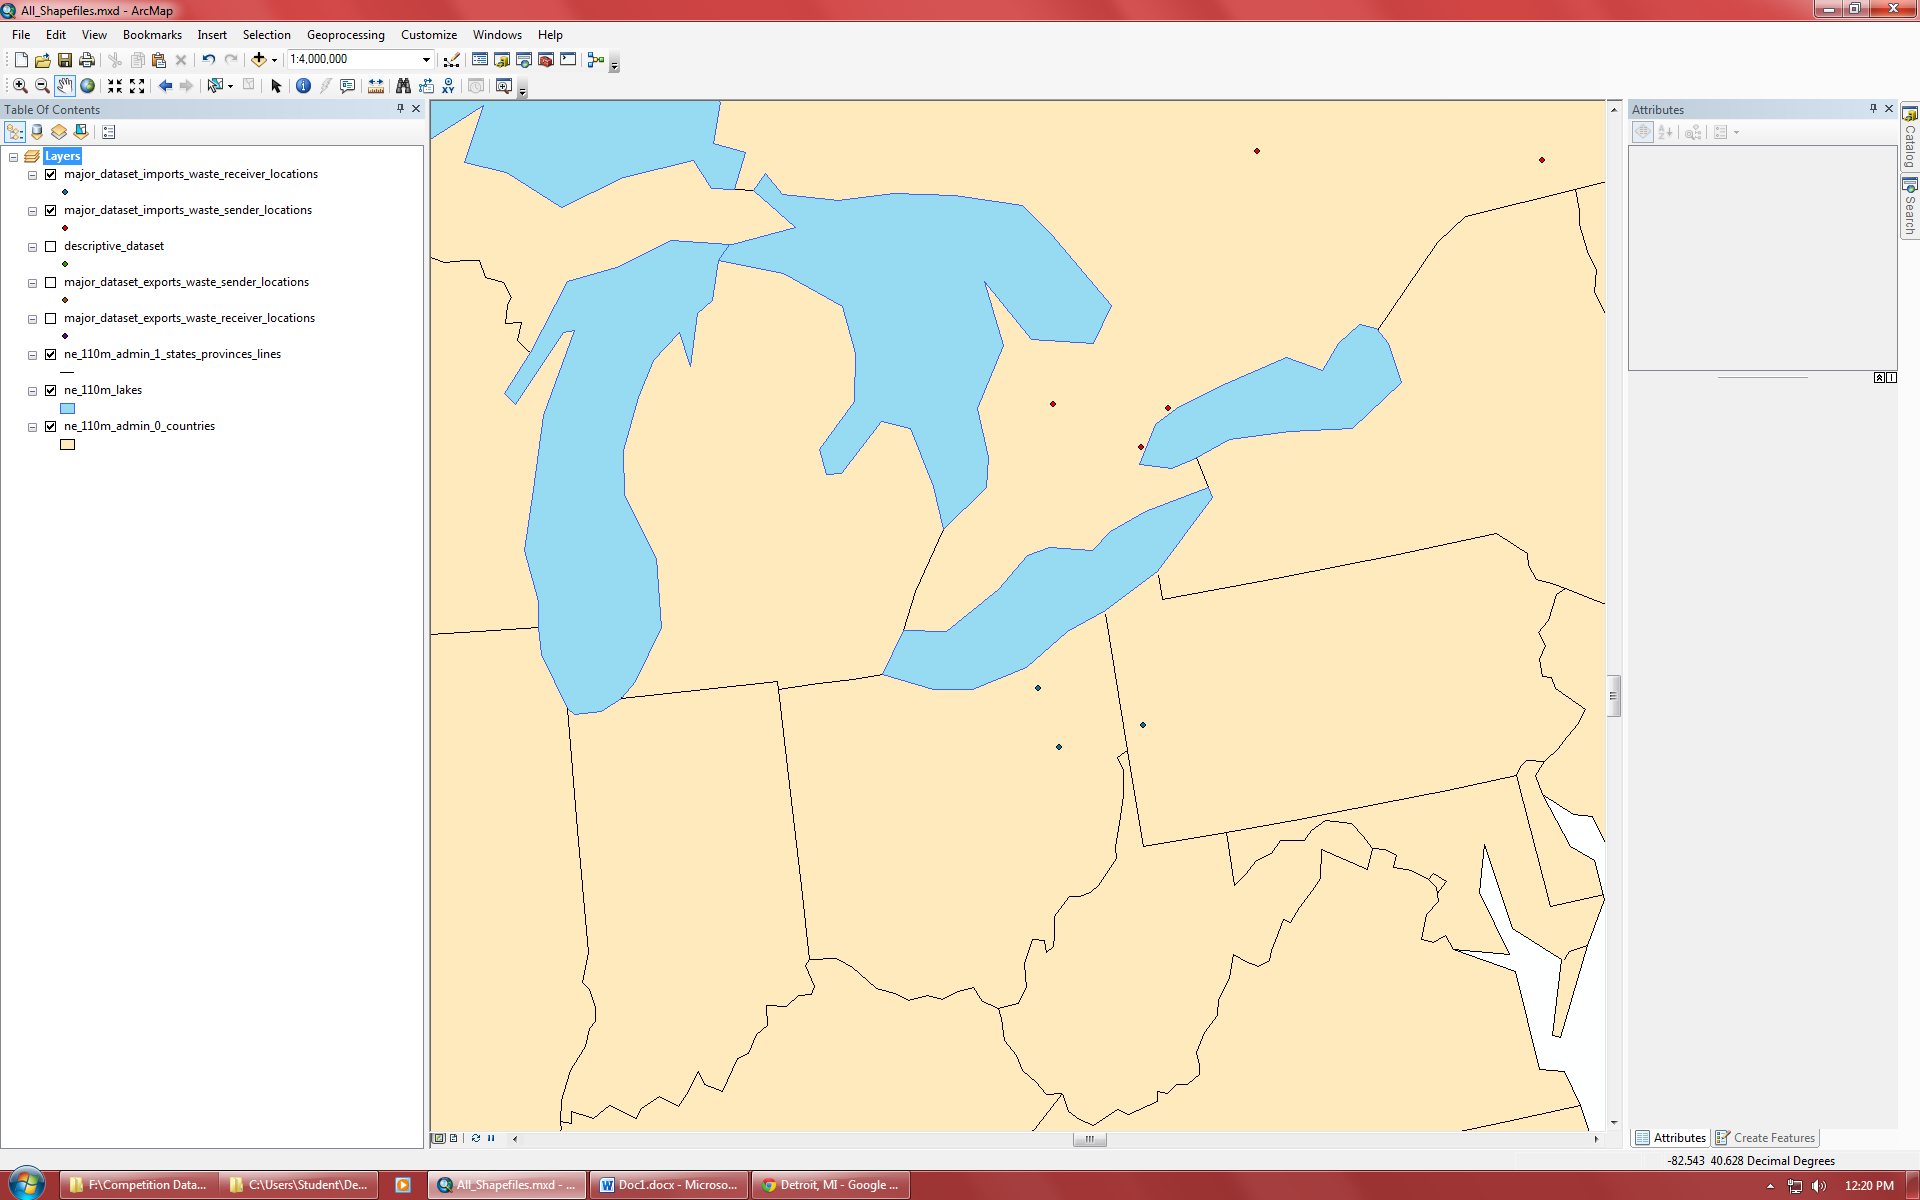 All_Shapefiles.mxd - ArcMap
File Edit View Bookmarks Insert Selection Geoprocessing Customize Windows Help
1:4,000,000
Table Of Contents
Layers
major_dataset_imports_waste_receiver_locations
major_dataset_imports_waste_sender_locations
descriptive_dataset
major_dataset_exports_waste_sender_locations
major_dataset_exports_waste_receiver_locations
ne_110m_admin_1_states_provinces_lines
ne_110m_lakes
ne_110m_admin_0_countries
Attributes
Catalog
Search
Attributes Create Features
-82.543 40.628 Decimal Degrees
F:\Competition Data... C:\Users\Student\De... All_Shapefiles.mxd - ... Doc1.docx - Microso... Detroit, MI - Google ... 12:20 PM